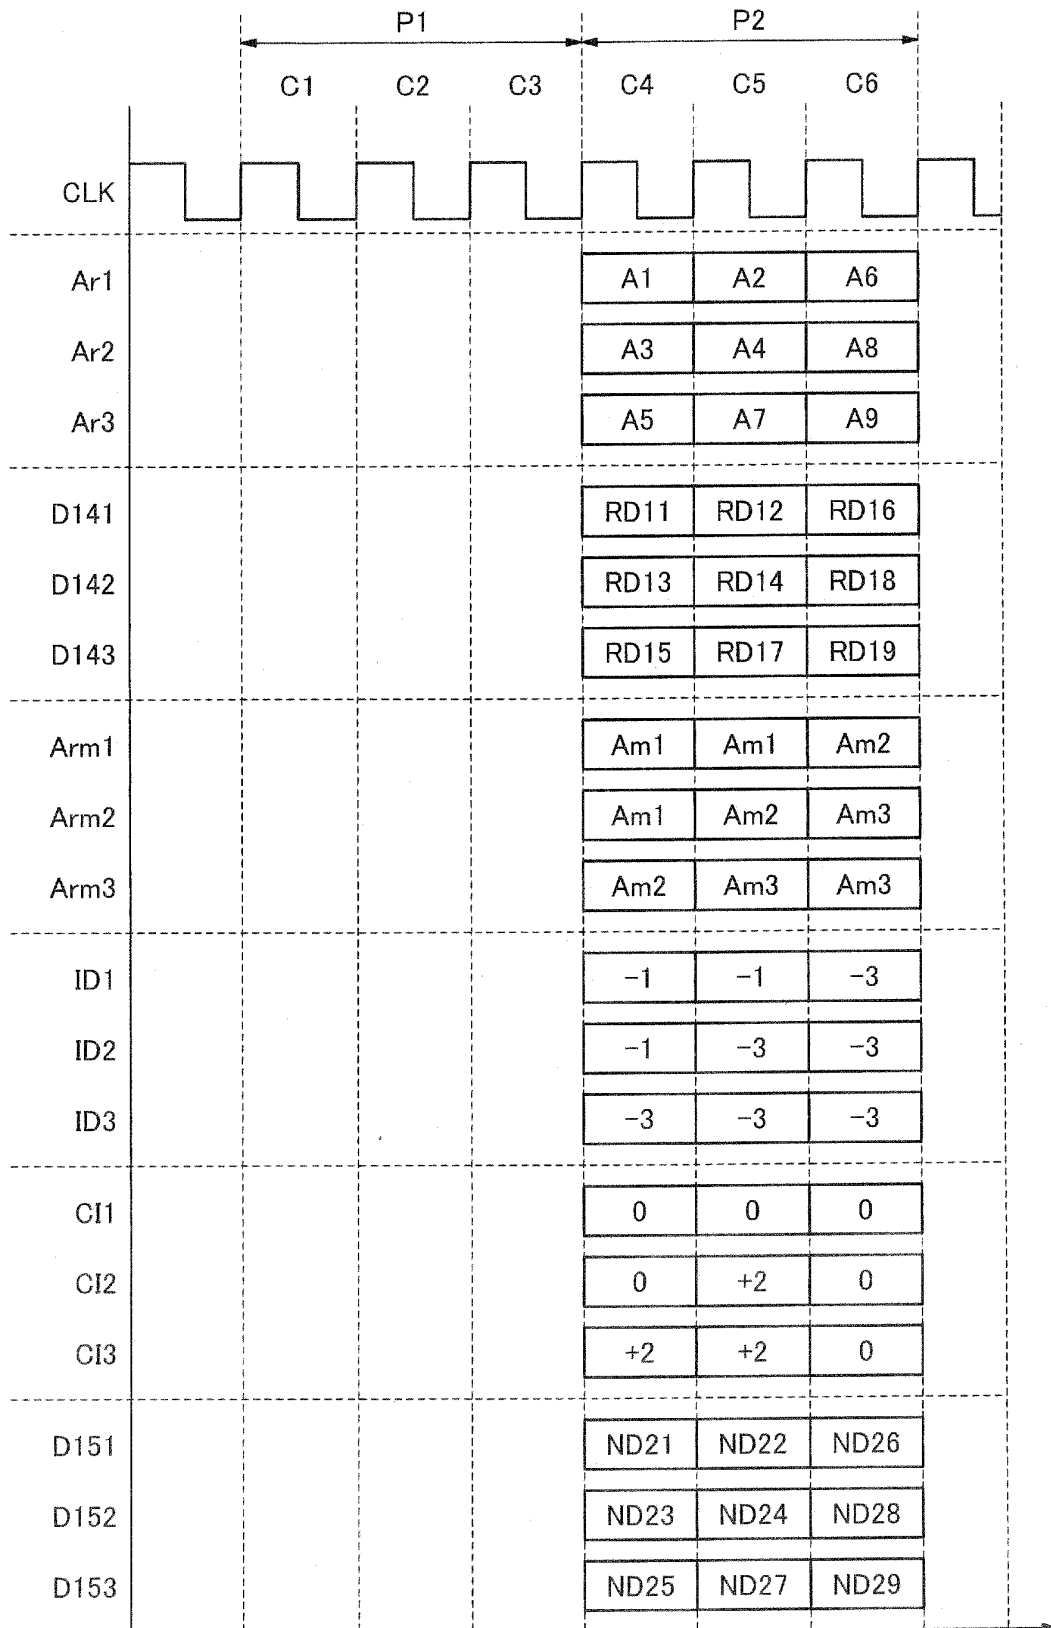 P1 P2
C1 C2 C3 C4 C5 C6
CLK
Ar1 A1 A2 A6
Ar2 A3 A4 A8
Ar3 A5 A7 A9
D141 RD11 RD12 RD16
D142 RD13 RD14 RD18
D143 RD15 RD17 RD19
Arm1 Am1 Am1 Am2
Arm2 Am1 Am2 Am3
Arm3 Am2 Am3 Am3
ID1 -1 -1 -3
ID2 -1 -3 -3
ID3 -3 -3 -3
CI1 0 0 0
CI2 0 +2 0
CI3 +2 +2 0
D151 ND21 ND22 ND26
D152 ND23 ND24 ND28
D153 ND25 ND27 ND29